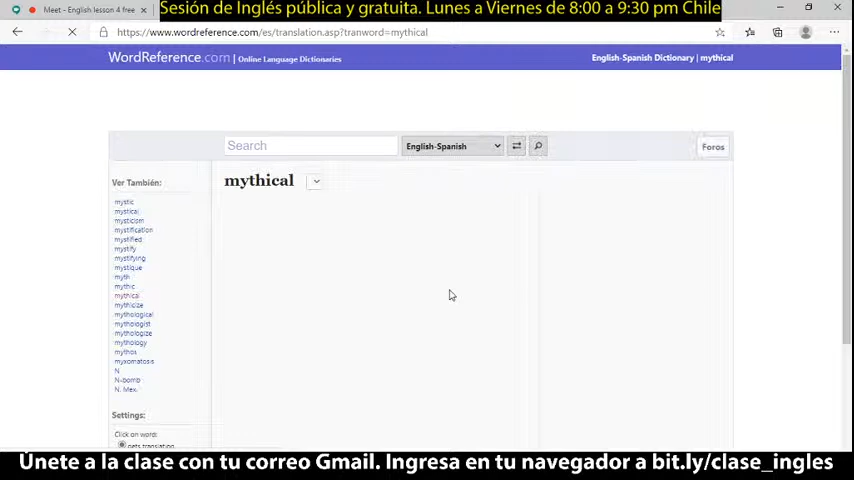 Sesión de Inglés pública y gratuita. Lunes a Viernes de 8:00 a 9:30 pm Chile
Meet - English lesson 4 free
https://www.wordreference.com/es/translation.asp?tranword=mythical
WordReference.com | Online Language Dictionaries
English-Spanish Dictionary | mythical
Search
English-Spanish
Foros
Ver También:
mythical
mystic
mystical
mysticism
mystification
mystified
mystify
mystifying
mystique
myth
mythic
mythical
mythicize
mythological
mythologist
mythologize
mythology
mythos
myxomatosis
N
N-bomb
N. Mex.
Settings:
Click on word:
gets translation
Únete a la clase con tu correo Gmail. Ingresa en tu navegador a bit.ly/clase_ingles